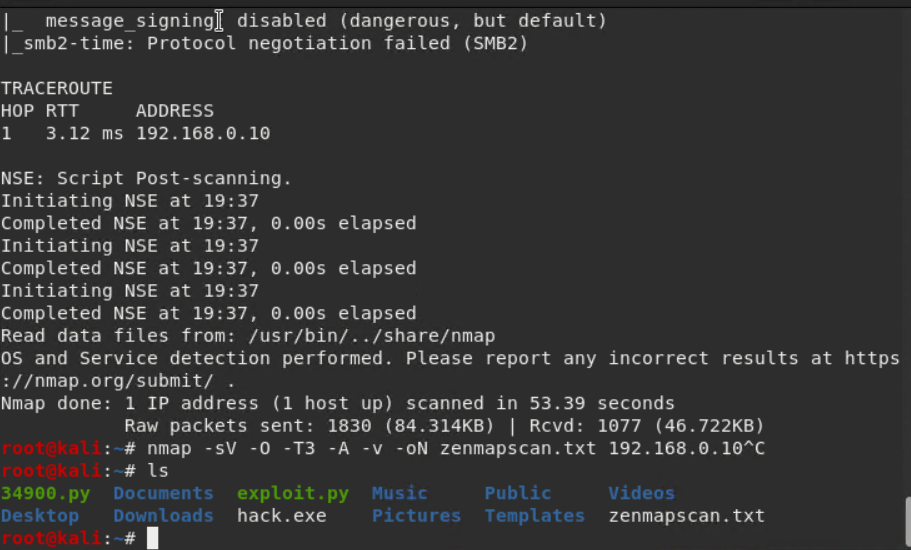 |_  message_signing: disabled (dangerous, but default)
|_smb2-time: Protocol negotiation failed (SMB2)
TRACEROUTE
HOP RTT     ADDRESS
1   3.12 ms 192.168.0.10
NSE: Script Post-scanning.
Initiating NSE at 19:37
Completed NSE at 19:37, 0.00s elapsed
Initiating NSE at 19:37
Completed NSE at 19:37, 0.00s elapsed
Initiating NSE at 19:37
Completed NSE at 19:37, 0.00s elapsed
Read data files from: /usr/bin/../share/nmap
OS and Service detection performed. Please report any incorrect results at https
://nmap.org/submit/ .
Nmap done: 1 IP address (1 host up) scanned in 53.39 seconds
           Raw packets sent: 1830 (84.314KB) | Rcvd: 1077 (46.722KB)
root@kali:~# nmap -sV -O -T3 -A -v -oN zenmapscan.txt 192.168.0.10^C
root@kali:~# ls
34900.py  Documents  exploit.py  Music     Public     Videos
Desktop   Downloads  hack.exe    Pictures  Templates  zenmapscan.txt
root@kali:~#